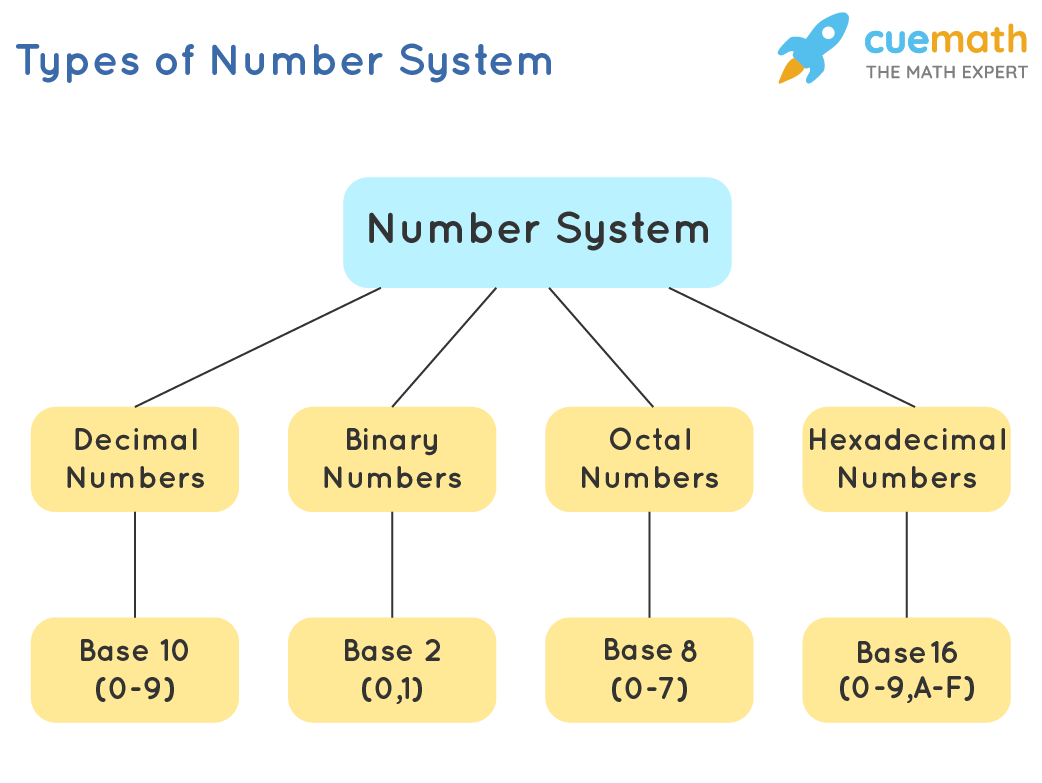 Types of Number System
cuemath
THE MATH EXPERT
Number System
Decimal
Numbers
Binary
Numbers
Octal
Numbers
Hexadecimal
Numbers
Base 10
(0-9)
Base 2
(0,1)
Base 8
(0-7)
Base 16
(0-9,A-F)